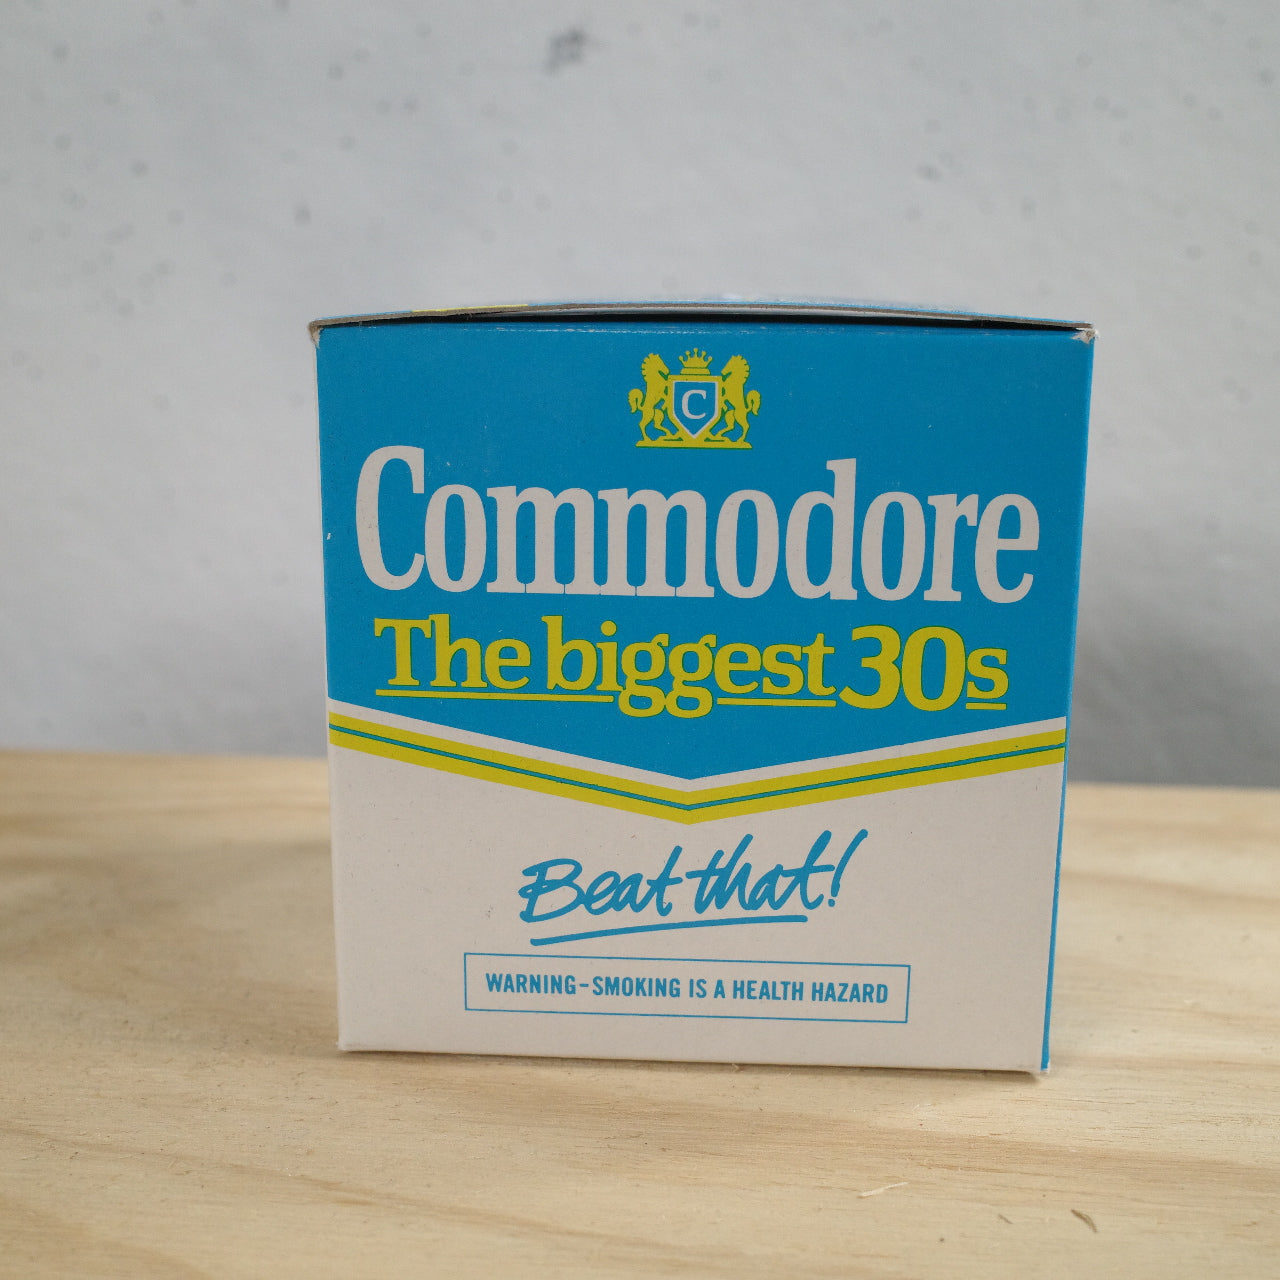 C
Commodore
The biggest 30s
Beat that!
WARNING–SMOKING IS A HEALTH HAZARD